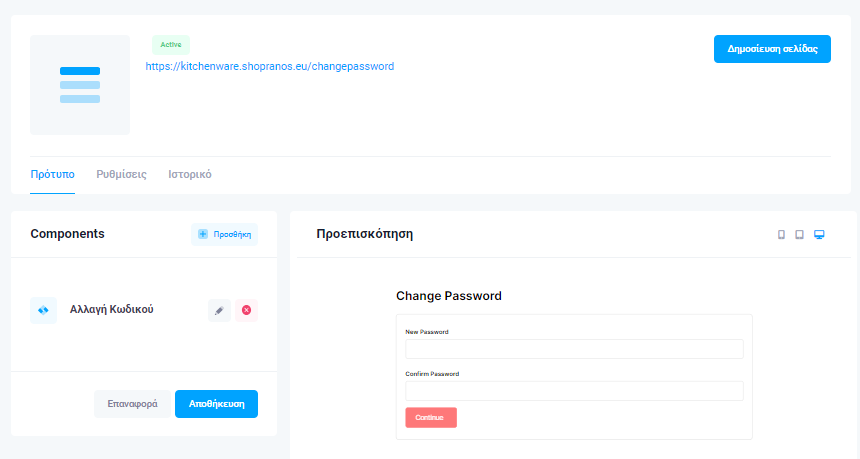 Active
Δημοσίευση σελίδας
https://kitchenware.shopranos.eu/changepassword
Πρότυπο Ρυθμίσεις Ιστορικό
Components
Προσθήκη
Αλλαγή Κωδικού
Επαναφορά Αποθήκευση
Προεπισκόπηση
Change Password
New Password
Confirm Password
Continue